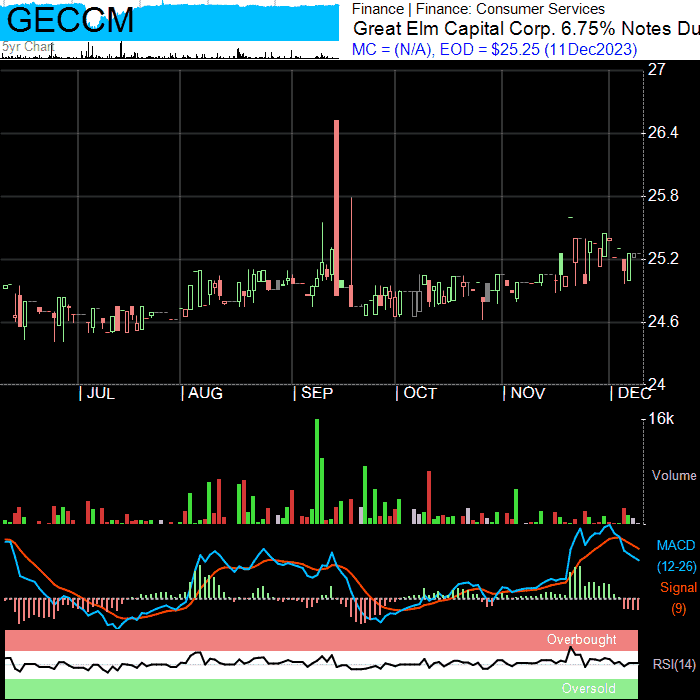 GECCM
5yr Chart
Finance | Finance: Consumer Services
Great Elm Capital Corp. 6.75% Notes Du
MC = (N/A), EOD = $25.25 (11Dec2023)
27
26.4
25.8
25.2
24.6
24
| JUL | AUG | SEP | OCT | NOV | DEC
16k
Volume
MACD
(12-26)
Signal
(9)
Overbought
RSI(14)
Oversold